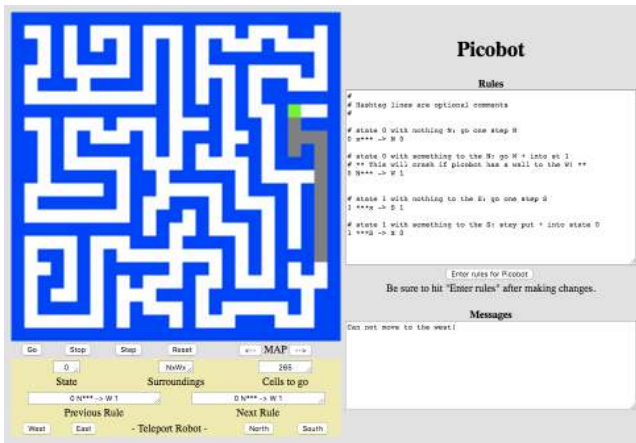 Picobot
Rules
#
# Hashtag lines are optional comments
#
# state 0 with nothing N: go one step N
0 x*** -> N 0
# state 0 with something to the N: go W + into st 1
# ** This will crash if picobot has a wall to the W! **
0 N*** -> W 1
# state 1 with nothing to the S: go one step S
1 ***x -> S 1
# state 1 with something to the S: stay put + into state 0
1 ***S -> X 0
Enter rules for Picobot
Be sure to hit "Enter rules" after making changes.
Messages
Can not move to the west!
Go Stop Step Reset <-- MAP -->
0 NxWx 265
State Surroundings Cells to go
0 N*** -> W 1 0 N*** -> W 1
Previous Rule Next Rule
West East - Teleport Robot - North South